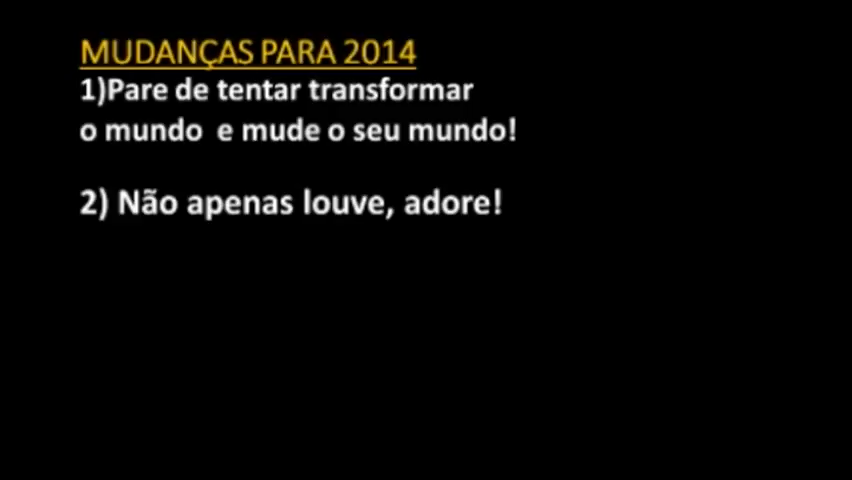 MUDANÇAS PARA 2014
1)Pare de tentar transformar
o mundo e mude o seu mundo!
2) Não apenas louve, adore!